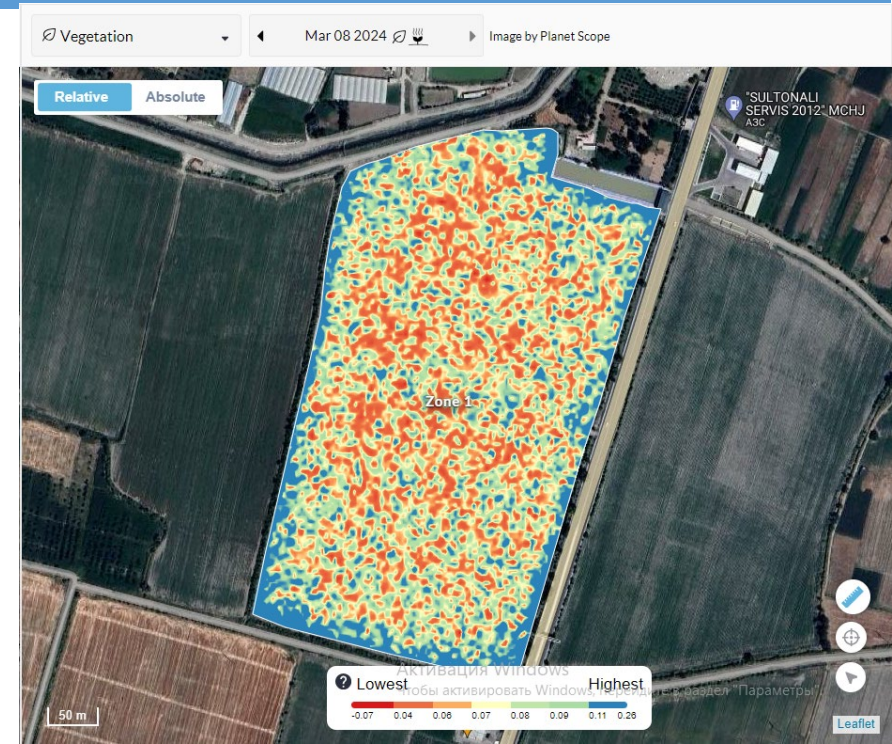 Vegetation
Mar 08 2024
Image by Planet Scope
Relative
Absolute
"SULTONALI
SERVIS 2012" MCHJ
АЗС
Zone 1
Активация Windows
Чтобы активировать Windows, перейдите в раздел "Параметры".
Lowest
Highest
-0.07 0.04 0.06 0.07 0.08 0.09 0.11 0.26
50 m
Leaflet